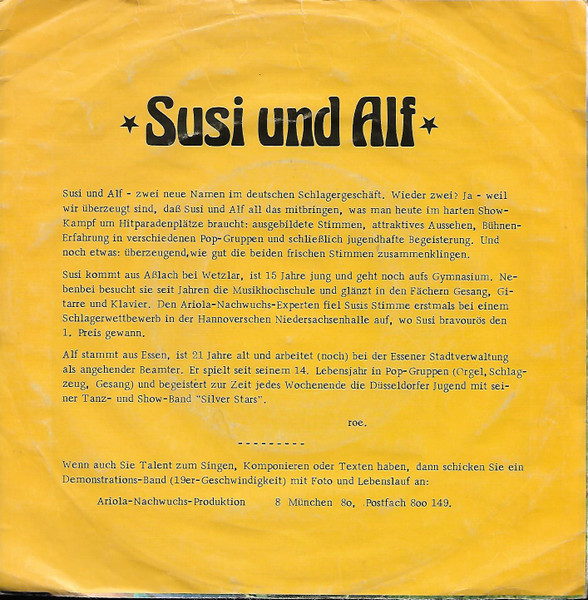 ★ Susi und Alf ★
Susi und Alf - zwei neue Namen im deutschen Schlagergeschäft. Wieder zwei? Ja - weil
wir überzeugt sind, daß Susi und Alf all das mitbringen, was man heute im harten Show-
Kampf um Hitparadenplätze braucht: ausgebildete Stimmen, attraktives Aussehen, Bühnen-
Erfahrung in verschiedenen Pop-Gruppen und schließlich jugendhafte Begeisterung. Und
noch etwas: überzeugend,wie gut die beiden frischen Stimmen zusammenklingen.
Susi kommt aus Aßlach bei Wetzlar, ist 15 Jahre jung und geht noch aufs Gymnasium. Ne-
benbei besucht sie seit Jahren die Musikhochschule und glänzt in den Fächern Gesang, Gi-
tarre und Klavier. Den Ariola-Nachwuchs-Experten fiel Susis Stimme erstmals bei einem
Schlagerwettbewerb in der Hannoverschen Niedersachsenhalle auf, wo Susi bravourös den
1. Preis gewann.
Alf stammt aus Essen, ist 21 Jahre alt und arbeitet (noch) bei der Essener Stadtverwaltung
als angehender Beamter. Er spielt seit seinem 14. Lebensjahr in Pop-Gruppen (Orgel, Schlag-
zeug, Gesang) und begeistert zur Zeit jedes Wochenende die Düsseldorfer Jugend mit sei-
ner Tanz- und Show-Band "Silver Stars".
roe.
---------
Wenn auch Sie Talent zum Singen, Komponieren oder Texten haben, dann schicken Sie ein
Demonstrations-Band (19er-Geschwindigkeit) mit Foto und Lebenslauf an:
Ariola-Nachwuchs-Produktion 8 München 80, Postfach 800 149.